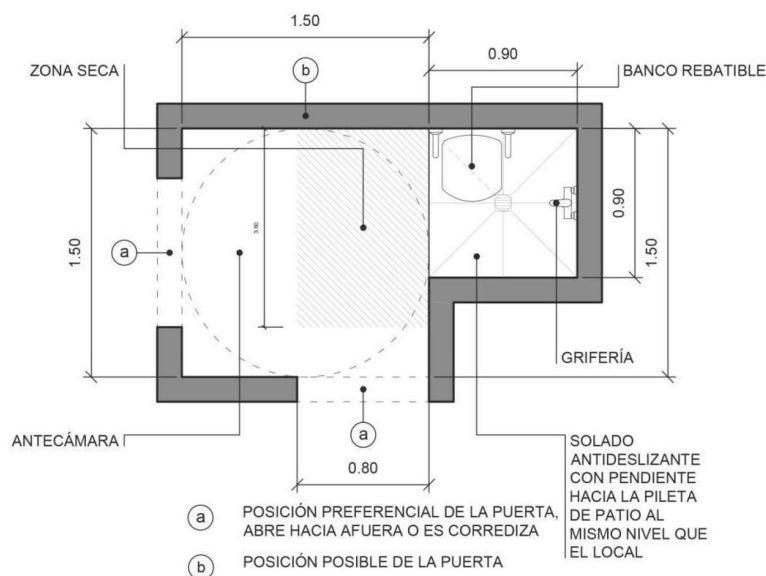 1.50
0.90
ZONA SECA
b
BANCO REBATIBLE
1.50
a
3.60
0.90
1.50
GRIFERÍA
ANTECÁMARA
a
0.80
SOLADO
ANTIDESLIZANTE
CON PENDIENTE
HACIA LA PILETA
DE PATIO AL
MISMO NIVEL QUE
EL LOCAL
a POSICIÓN PREFERENCIAL DE LA PUERTA,
ABRE HACIA AFUERA O ES CORREDIZA
b POSICIÓN POSIBLE DE LA PUERTA